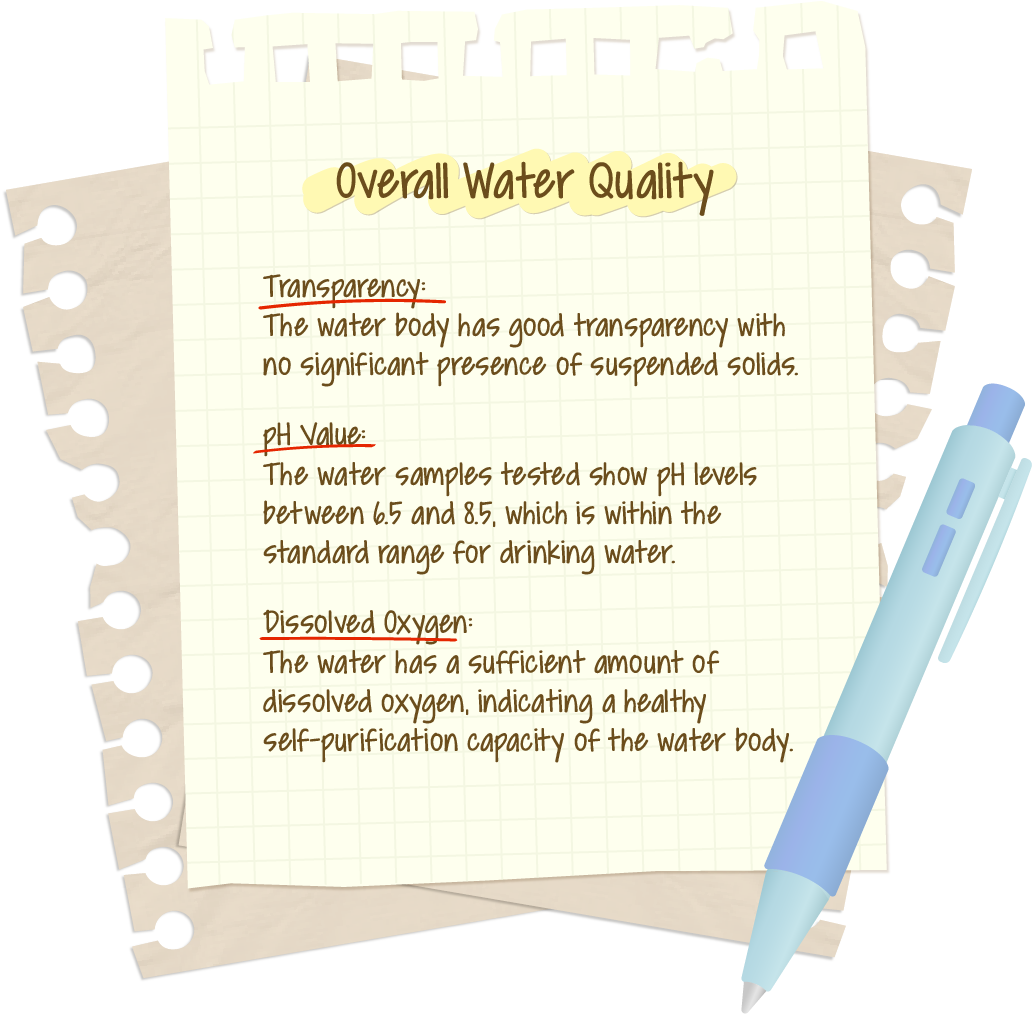 Overall Water Quality
Transparency:
The water body has good transparency with
no significant presence of suspended solids.
pH Value:
The water samples tested show pH levels
between 6.5 and 8.5, which is within the
standard range for drinking water.
Dissolved Oxygen:
The water has a sufficient amount of
dissolved oxygen, indicating a healthy
self-purification capacity of the water body.